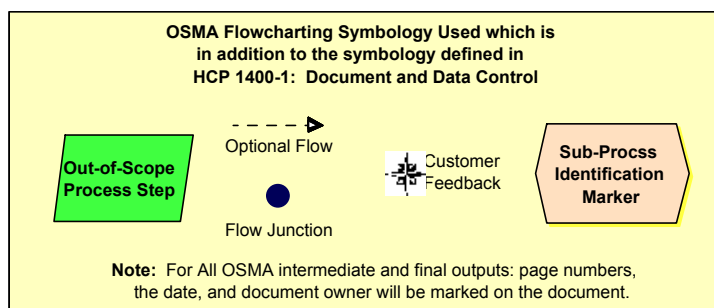 OSMA Flowcharting Symbology Used which is
in addition to the symbology defined in
HCP 1400-1: Document and Data Control
Out-of-Scope
Process Step
Optional Flow
Flow Junction
Customer
Feedback
Sub-Procss
Identification
Marker
Note: For All OSMA intermediate and final outputs: page numbers,
the date, and document owner will be marked on the document.